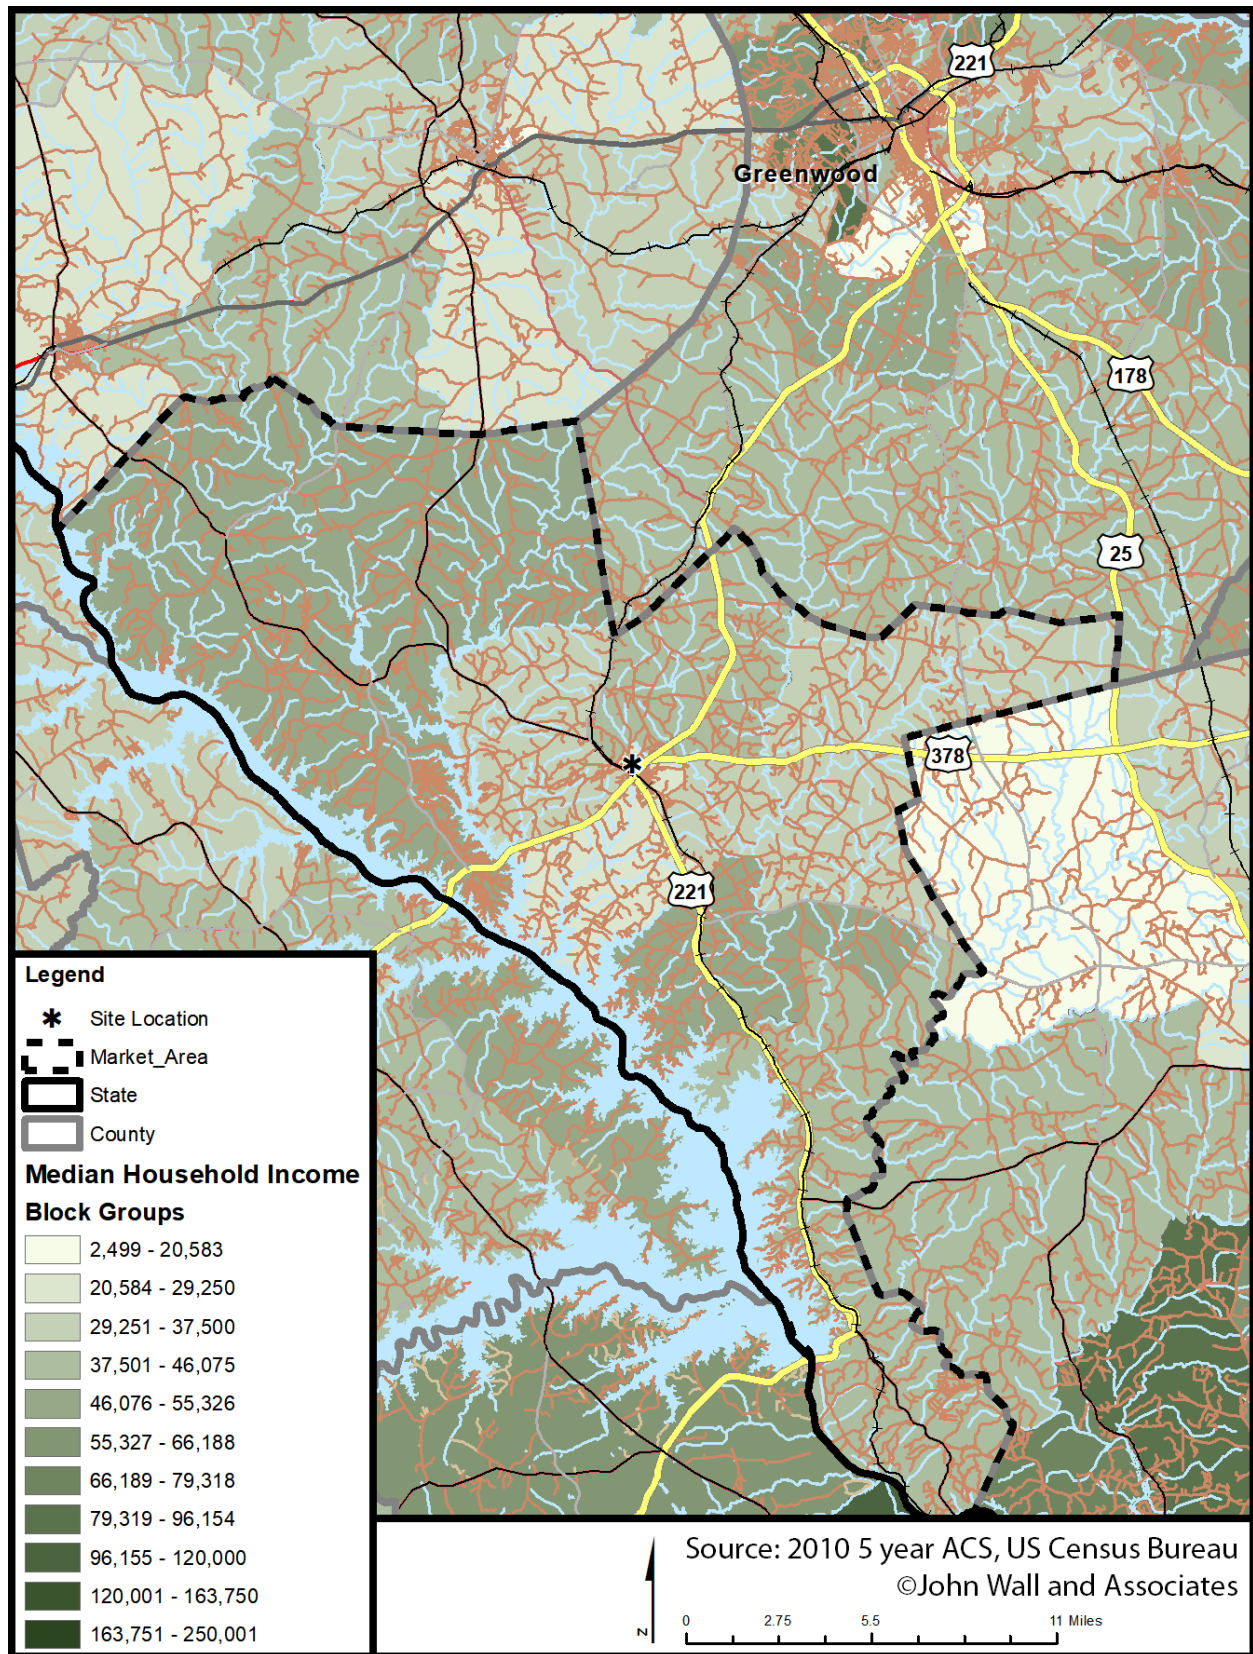 221
Greenwood
178
25
378
221
Legend
Site Location
Market_Area
State
County
Median Household Income
Block Groups
2,499 - 20,583
20,584 - 29,250
29,251 - 37,500
37,501 - 46,075
46,076 - 55,326
55,327 - 66,188
66,189 - 79,318
79,319 - 96,154
96,155 - 120,000
120,001 - 163,750
163,751 - 250,001
N
Source: 2010 5 year ACS, US Census Bureau
©John Wall and Associates
0 2.75 5.5 11 Miles